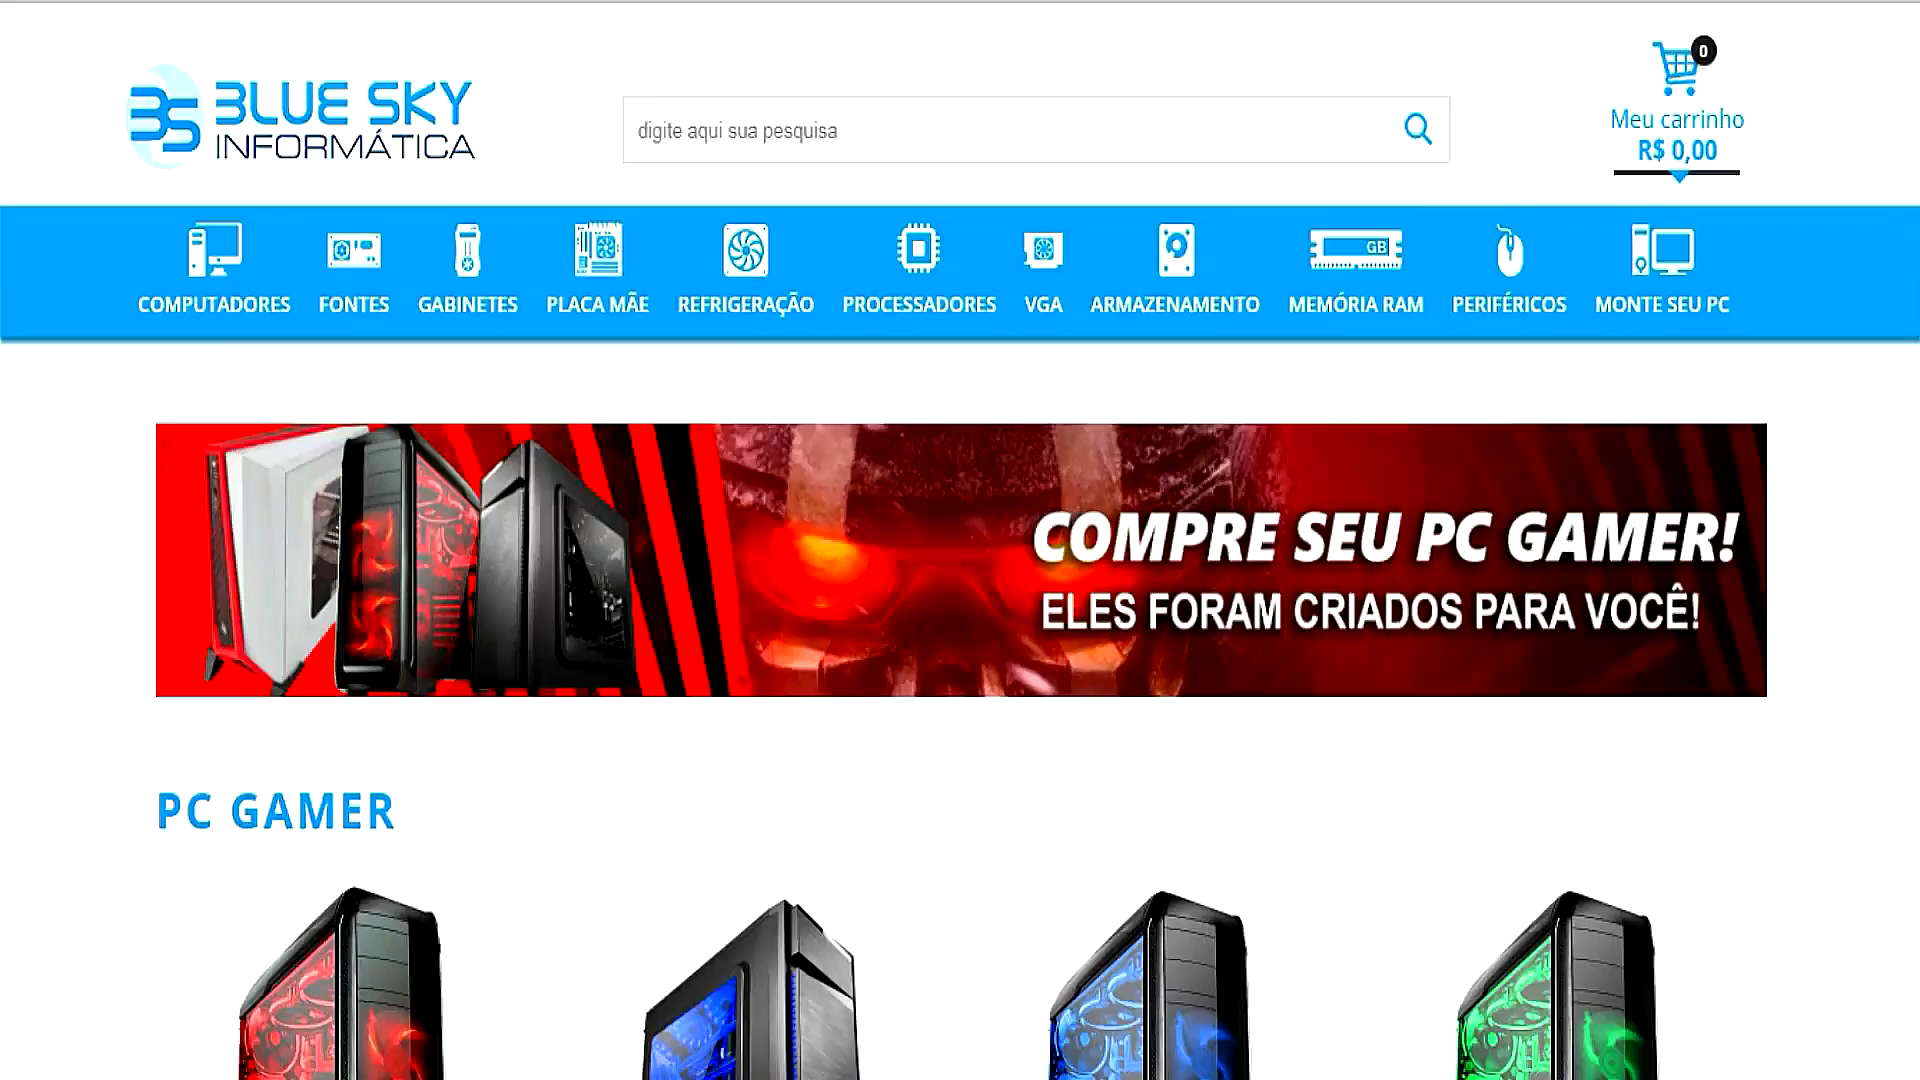 BS BLUE SKY
INFORMÁTICA
digite aqui sua pesquisa
0
Meu carrinho
R$ 0,00
GB
COMPUTADORES FONTES GABINETES PLACA MÃE REFRIGERAÇÃO PROCESSADORES VGA ARMAZENAMENTO MEMÓRIA RAM PERIFÉRICOS MONTE SEU PC
COMPRE SEU PC GAMER!
ELES FORAM CRIADOS PARA VOCÊ!
PC GAMER